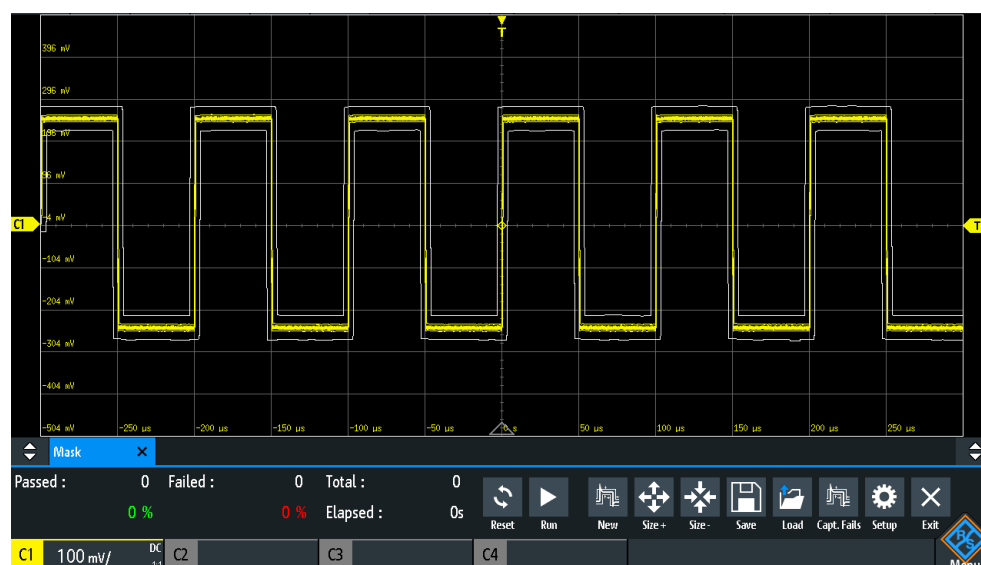 T
396 mV
296 mV
198 mV
96 mV
-4 mV
C1
T
-104 mV
-204 mV
-304 mV
-404 mV
-504 mV -250 µs -200 µs -150 µs -100 µs -50 µs 0 s 50 µs 100 µs 150 µs 200 µs 250 µs
Mask ×
Passed : 0 Failed : 0 Total : 0
0 % 0 % Elapsed : 0s
Reset Run New Size+ Size- Save Load Capt. Fails Setup Exit
C1 100 mV/ DC 1:1 C2 C3 C4
R&S
Menu